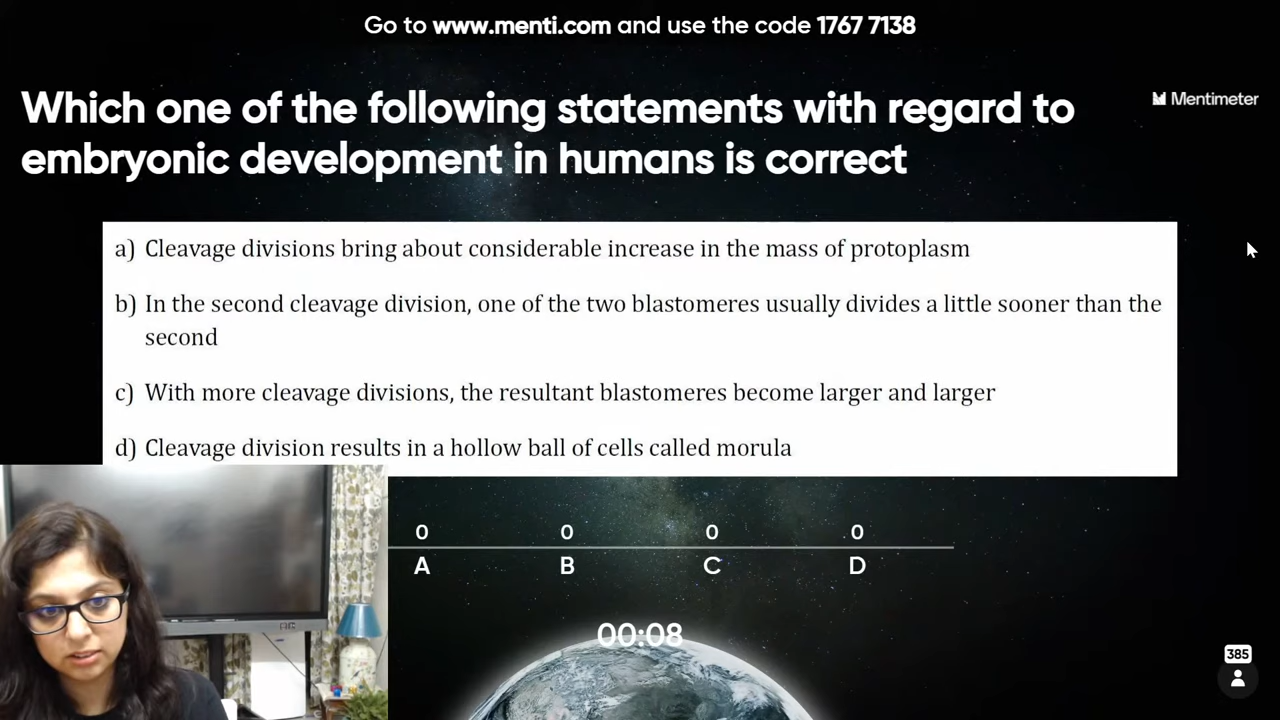 Go to www.menti.com and use the code 1767 7138
Which one of the following statements with regard to
embryonic development in humans is correct
Mentimeter
a) Cleavage divisions bring about considerable increase in the mass of protoplasm
b) In the second cleavage division, one of the two blastomeres usually divides a little sooner than the
second
c) With more cleavage divisions, the resultant blastomeres become larger and larger
d) Cleavage division results in a hollow ball of cells called morula
0 0 0 0
A B C D
00:08
385